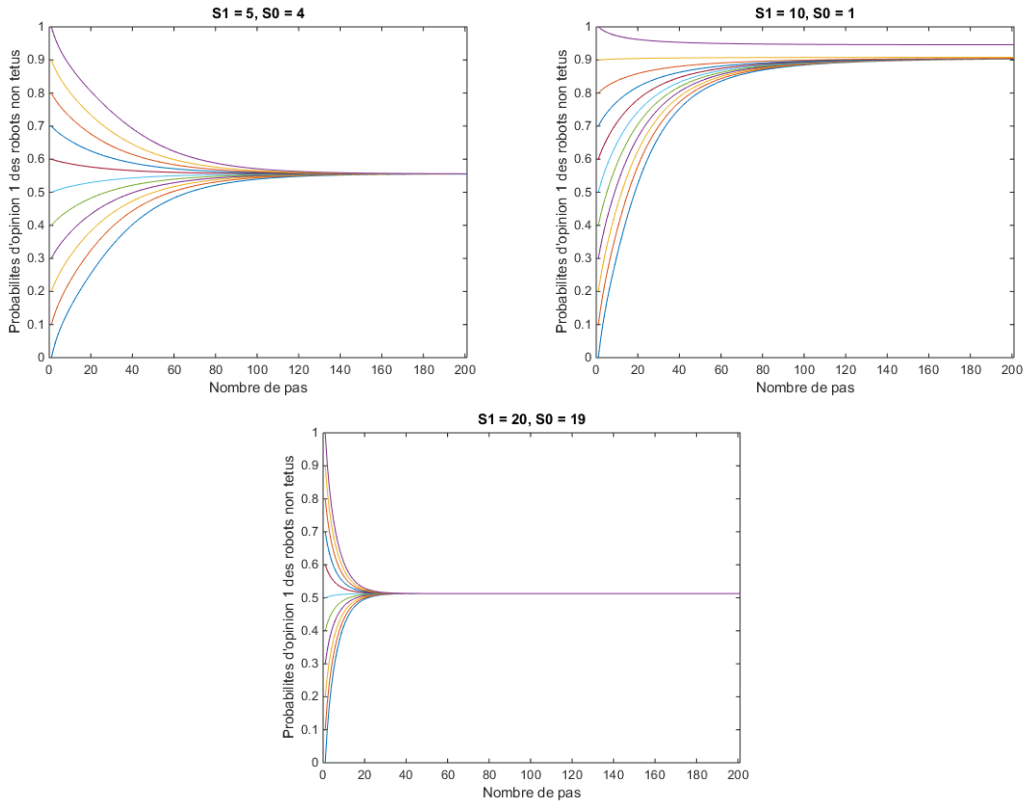 S1 = 5, S0 = 4
Probabilites d'opinion 1 des robots non tetus
1
0.9
0.8
0.7
0.6
0.5
0.4
0.3
0.2
0.1
0
0 20 40 60 80 100 120 140 160 180 200
Nombre de pas
S1 = 10, S0 = 1
Probabilites d'opinion 1 des robots non tetus
1
0.9
0.8
0.7
0.6
0.5
0.4
0.3
0.2
0.1
0
0 20 40 60 80 100 120 140 160 180 200
Nombre de pas
S1 = 20, S0 = 19
Probabilites d'opinion 1 des robots non tetus
1
0.9
0.8
0.7
0.6
0.5
0.4
0.3
0.2
0.1
0
0 20 40 60 80 100 120 140 160 180 200
Nombre de pas